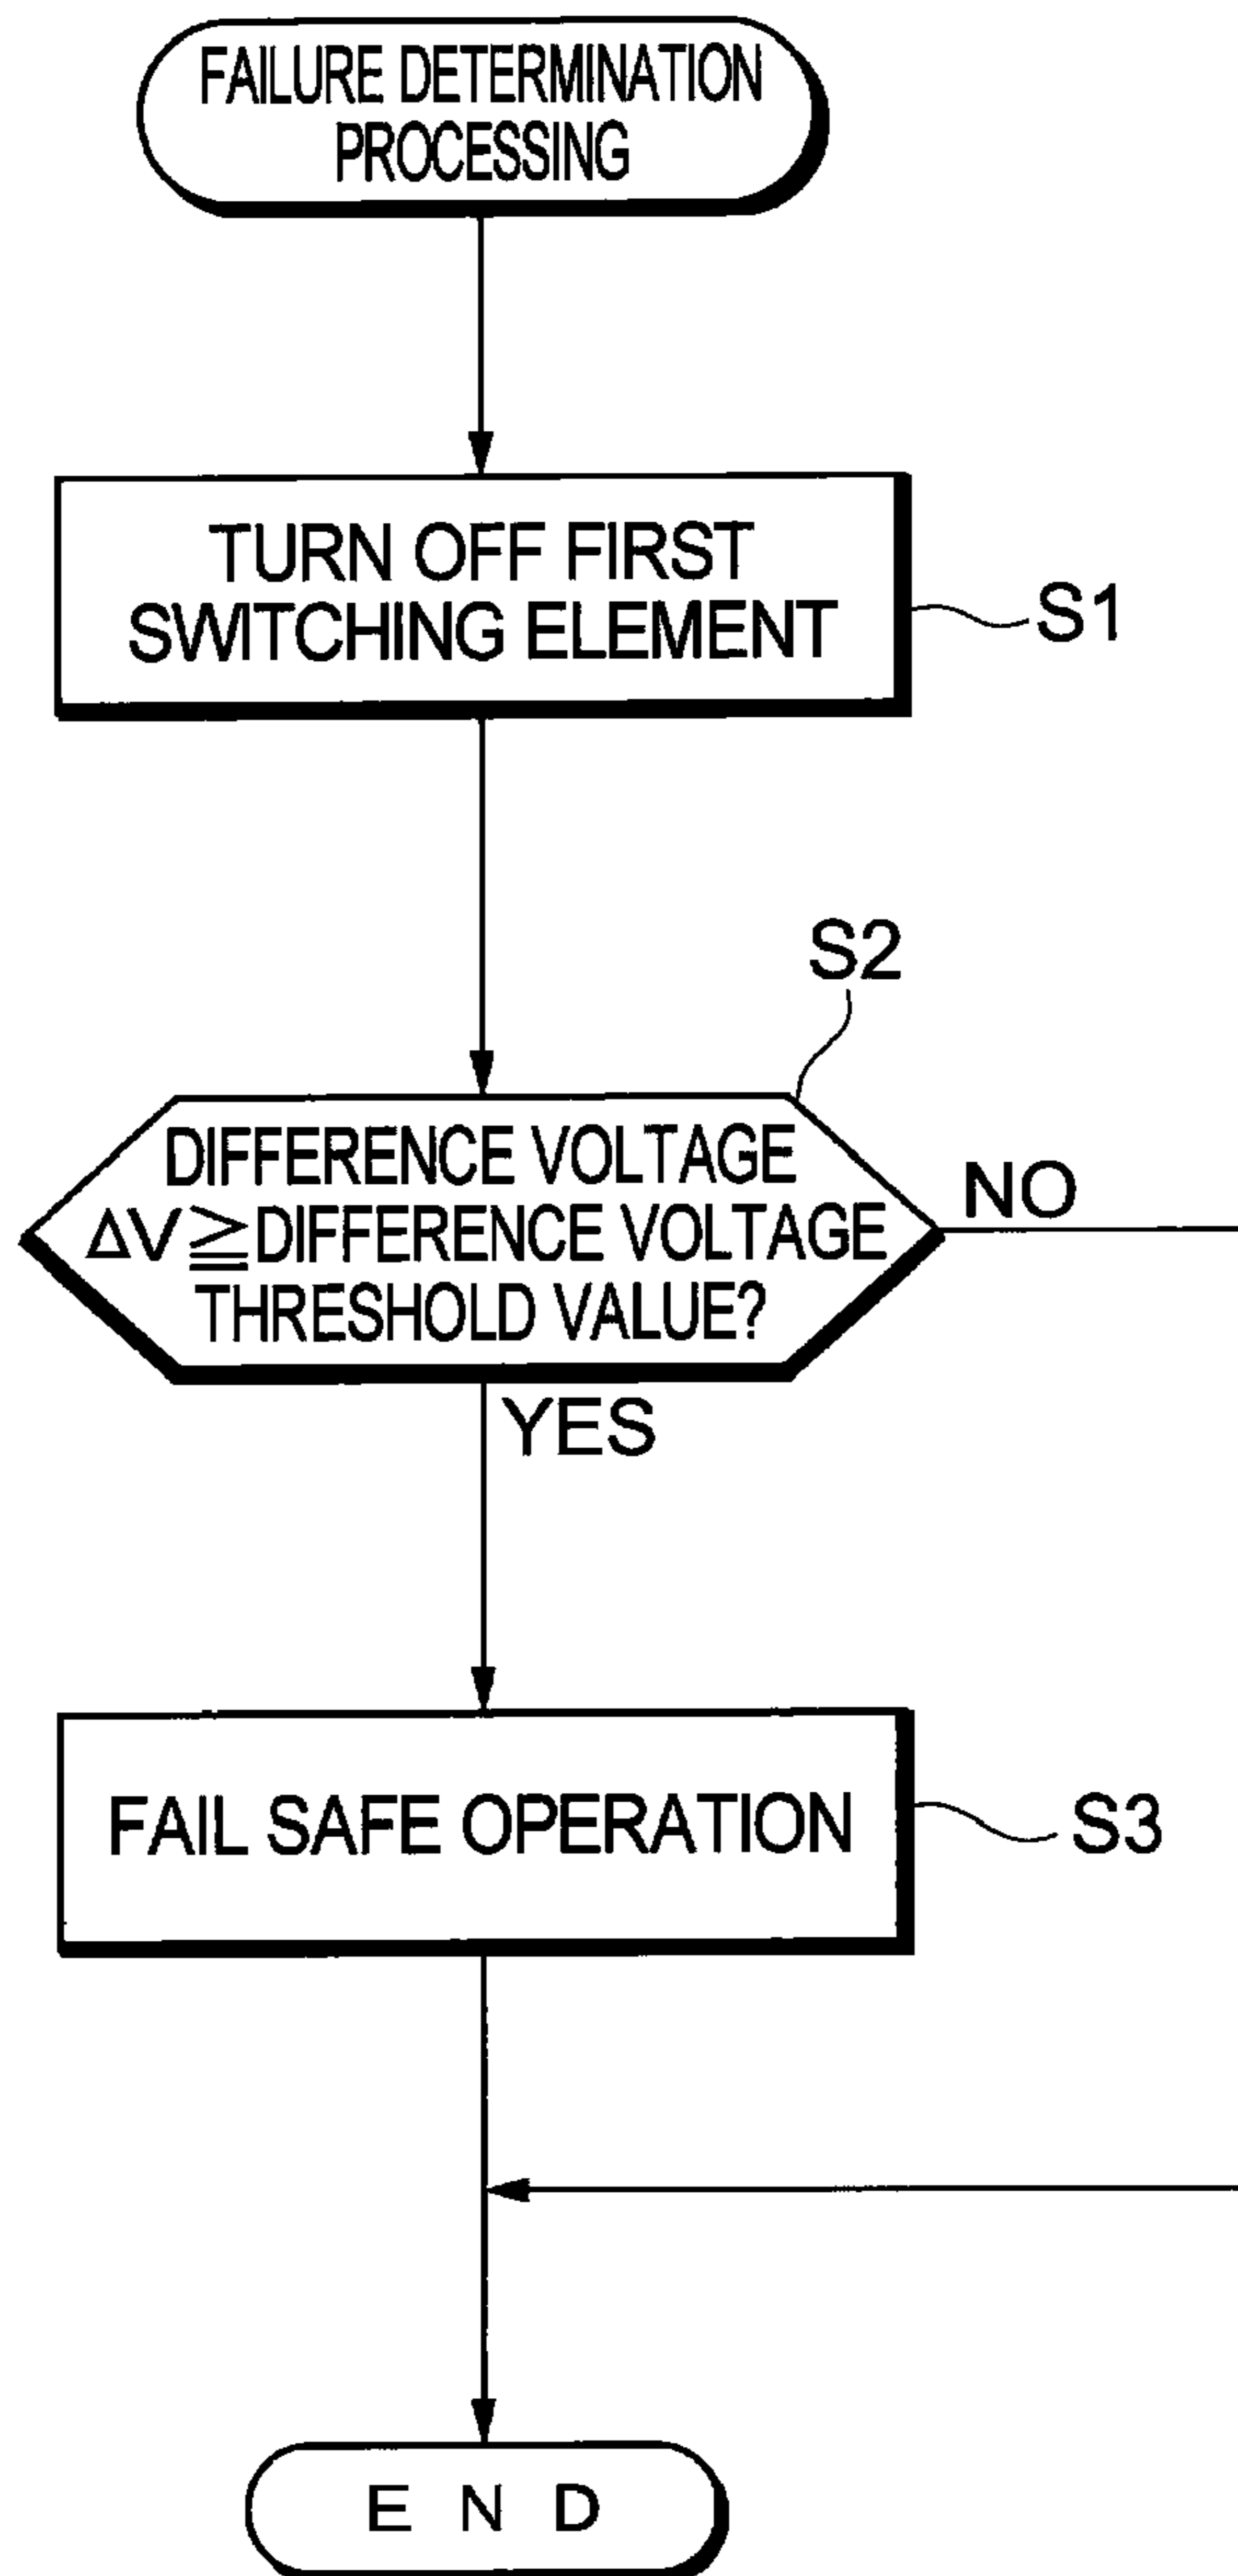 FAILURE DETERMINATION
PROCESSING
TURN OFF FIRST
SWITCHING ELEMENT
S1
S2
DIFFERENCE VOLTAGE
ΔV≧DIFFERENCE VOLTAGE
THRESHOLD VALUE?
NO
YES
FAIL SAFE OPERATION
S3
E N D